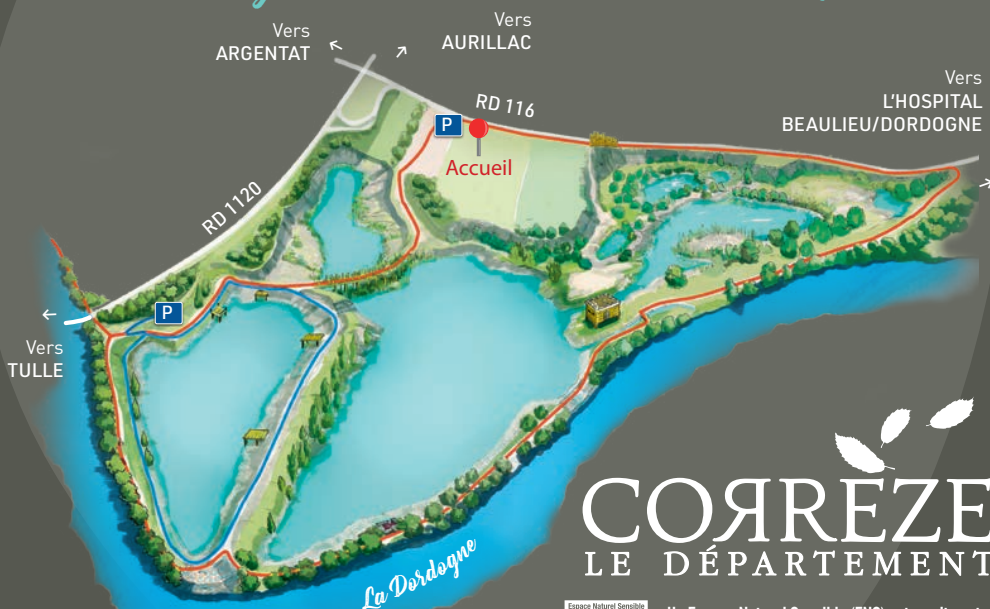 Vers
ARGENTAT
Vers
AURILLAC
Vers
L'HOSPITAL
BEAULIEU/DORDOGNE
RD 116
P
Accueil
RD 1120
P
Vers
TULLE
La Dordogne
CORREZE
LE DÉPARTEMENT
Espace Naturel Sensible